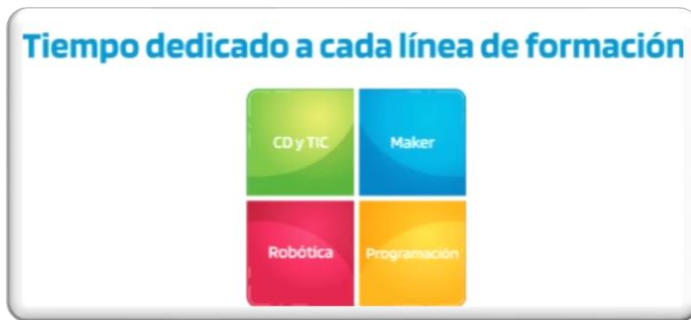 Tiempo dedicado a cada línea de formación
CD y TIC
Maker
Robótica
Programación